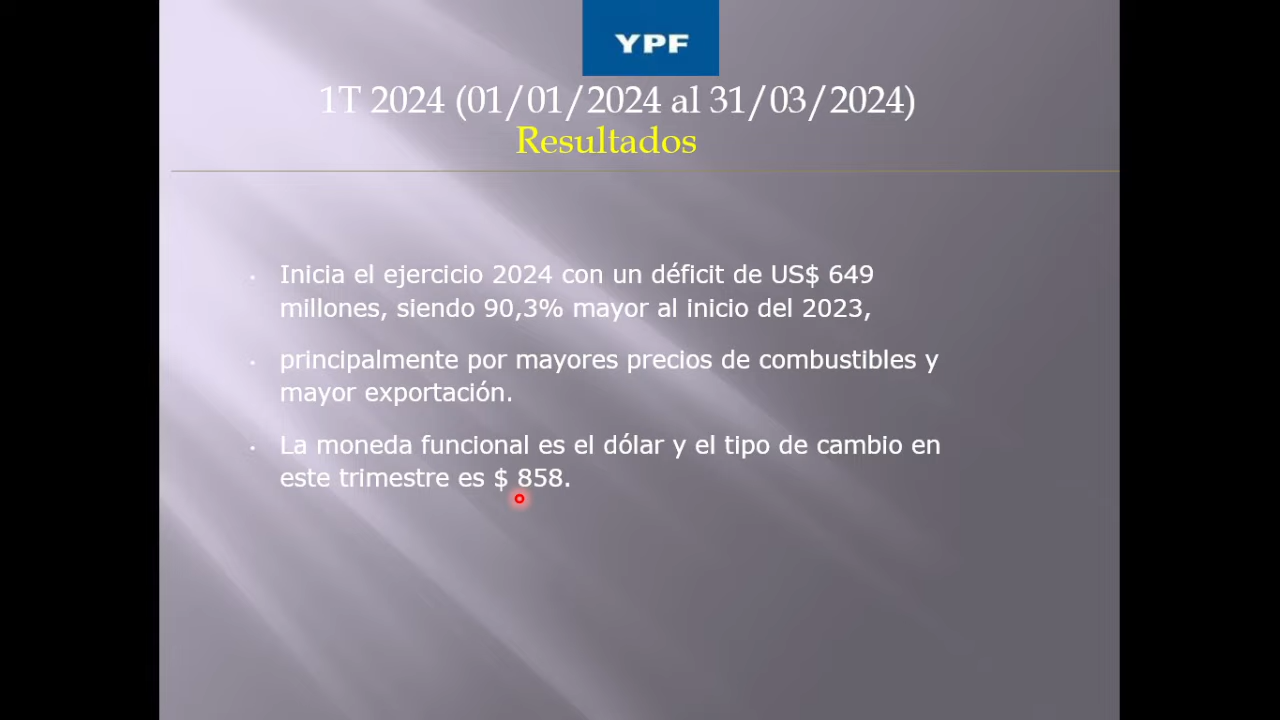 YPF
1T 2024 (01/01/2024 al 31/03/2024)
Resultados
• Inicia el ejercicio 2024 con un déficit de US$ 649
millones, siendo 90,3% mayor al inicio del 2023,
• principalmente por mayores precios de combustibles y
mayor exportación.
• La moneda funcional es el dólar y el tipo de cambio en
este trimestre es $ 858.